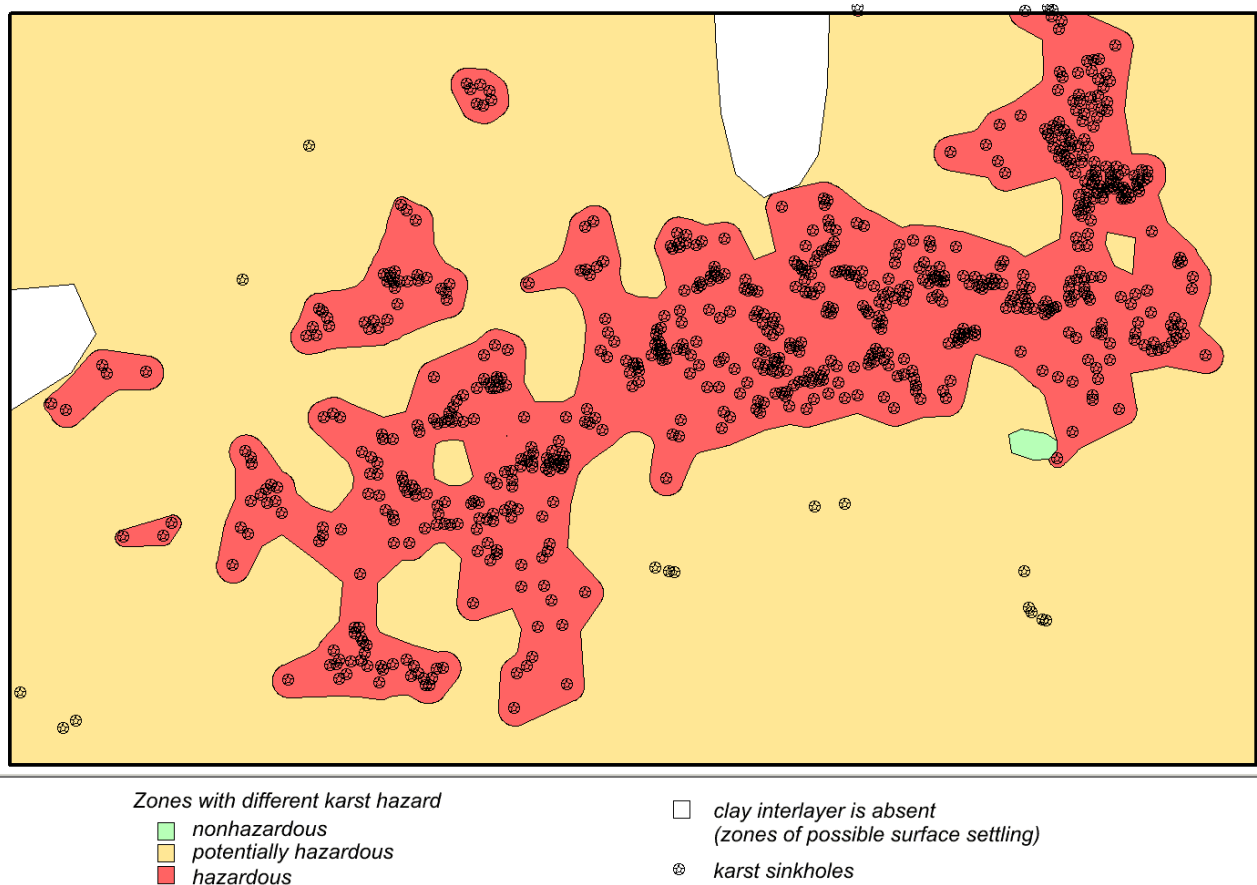 Zones with different karst hazard
nonhazardous
potentially hazardous
hazardous
clay interlayer is absent
(zones of possible surface settling)
karst sinkholes